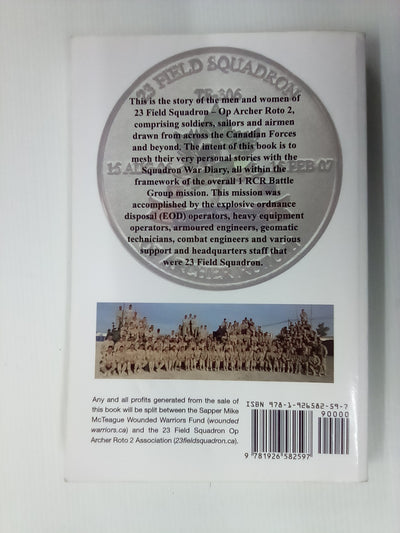 23 FIELD SQUADRON
TF 306
This is the story of the men and women of
23 Field Squadron – Op Archer Roto 2,
comprising soldiers, sailors and airmen
drawn from across the Canadian Forces
and beyond. The intent of this book is to
mesh their very personal stories with the
Squadron War Diary, all within the
framework of the overall 1 RCR Battle
Group mission. This mission was
accomplished by the explosive ordnance
disposal (EOD) operators, heavy equipment
operators, armoured engineers, geomatic
technicians, combat engineers and various
support and headquarters staff that
were 23 Field Squadron.
15 AUG
FEB 07
Any and all profits generated from the sale of
this book will be split between the Sapper Mike
McTeague Wounded Warriors Fund (wounded
warriors.ca) and the 23 Field Squadron Op
Archer Roto 2 Association (23fieldsquadron.ca).
ISBN 978-1-926582-59-7
90000
9 781926 582597